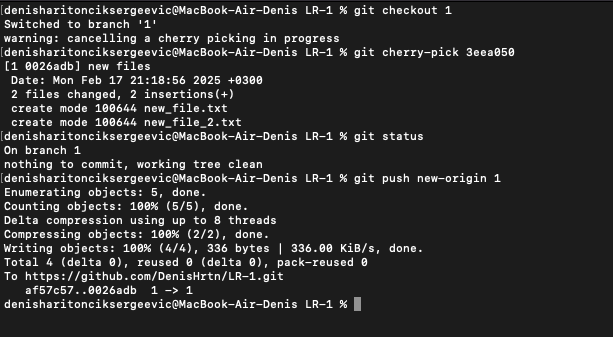 [denisharitonciksergeevic@MacBook-Air-Denis LR-1 % git checkout 1
Switched to branch '1'
warning: cancelling a cherry picking in progress
[denisharitonciksergeevic@MacBook-Air-Denis LR-1 % git cherry-pick 3eea050
[1 0026adb] new files
 Date: Mon Feb 17 21:18:56 2025 +0300
 2 files changed, 2 insertions(+)
 create mode 100644 new_file.txt
 create mode 100644 new_file_2.txt
[denisharitonciksergeevic@MacBook-Air-Denis LR-1 % git status
On branch 1
nothing to commit, working tree clean
[denisharitonciksergeevic@MacBook-Air-Denis LR-1 % git push new-origin 1
Enumerating objects: 5, done.
Counting objects: 100% (5/5), done.
Delta compression using up to 8 threads
Compressing objects: 100% (2/2), done.
Writing objects: 100% (4/4), 336 bytes | 336.00 KiB/s, done.
Total 4 (delta 0), reused 0 (delta 0), pack-reused 0
To https://github.com/DenisHrtn/LR-1.git
   af57c57..0026adb  1 -> 1
denisharitonciksergeevic@MacBook-Air-Denis LR-1 %